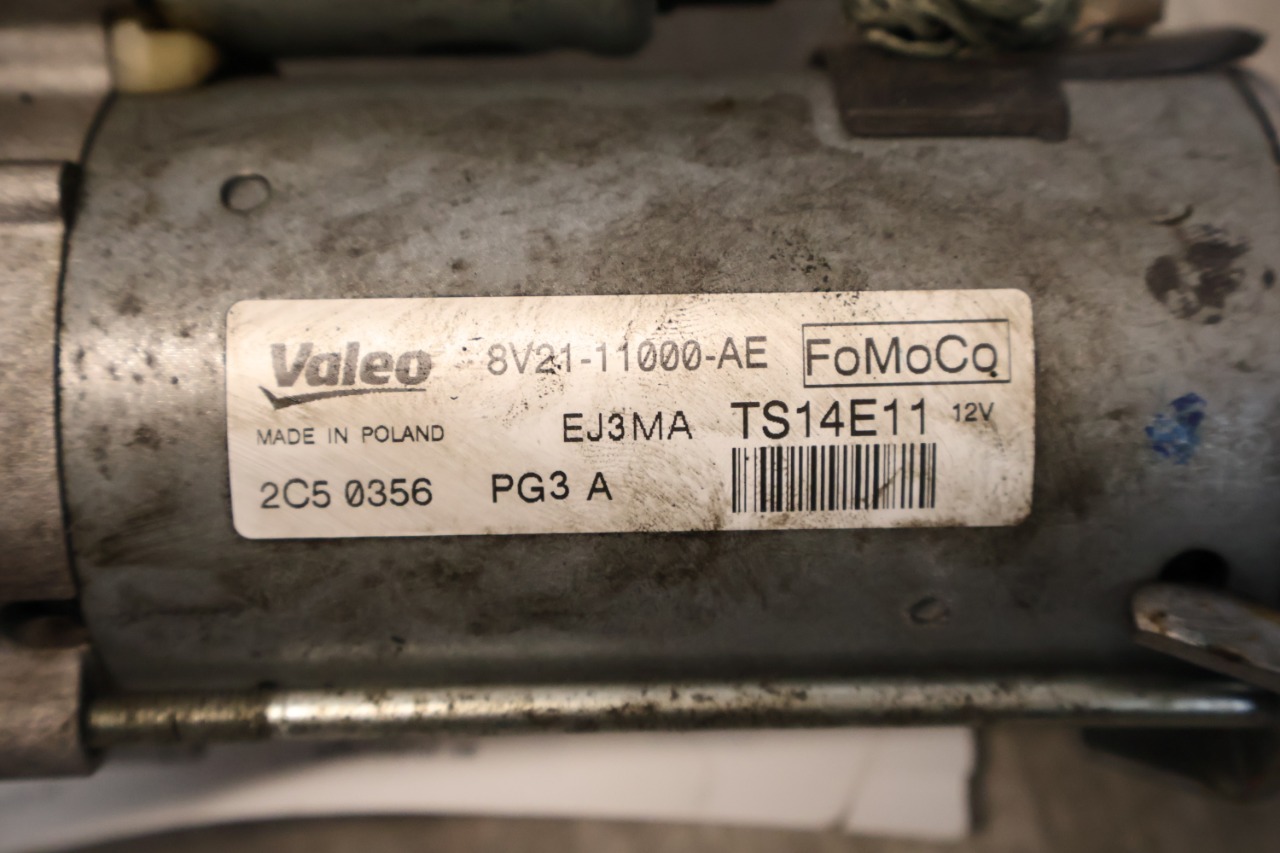 Valeo 8V21-11000-AE FoMoCo
MADE IN POLAND EJ3MA TS14E11 12V
2C5 0356 PG3 A